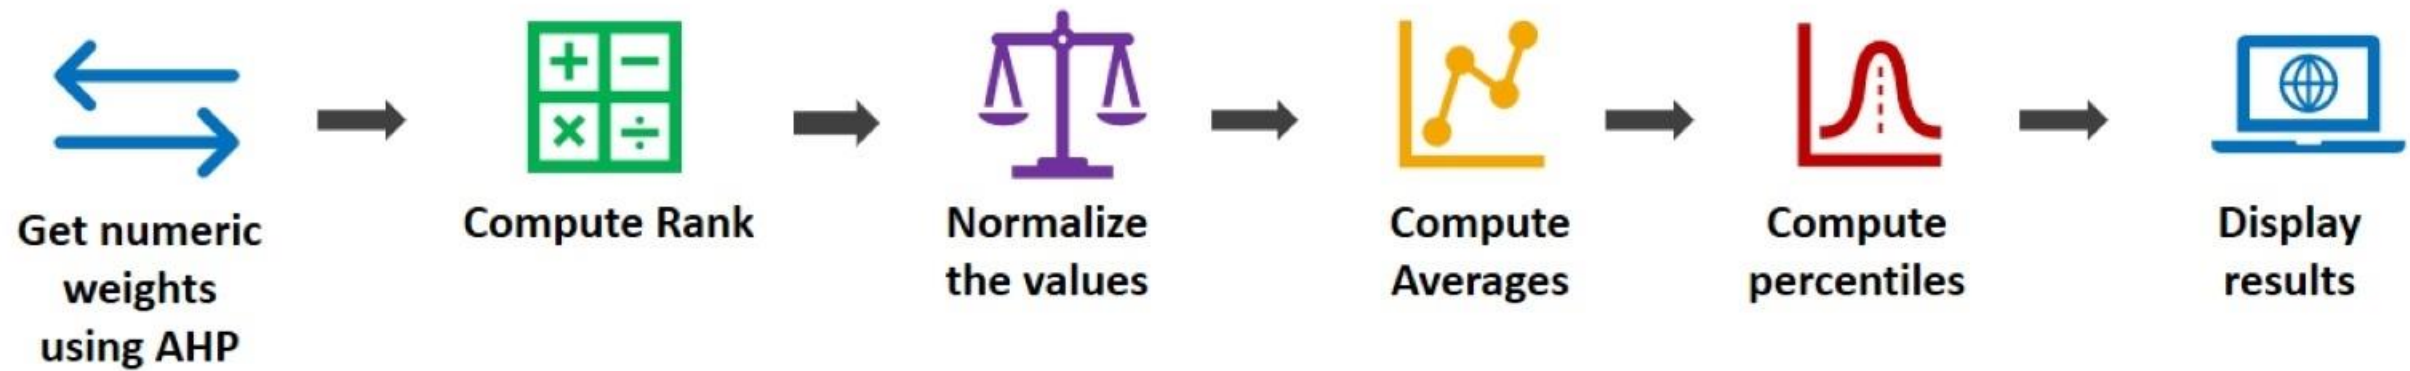 Get numeric
weights
using AHP
Compute Rank
Normalize
the values
Compute
Averages
Compute
percentiles
Display
results